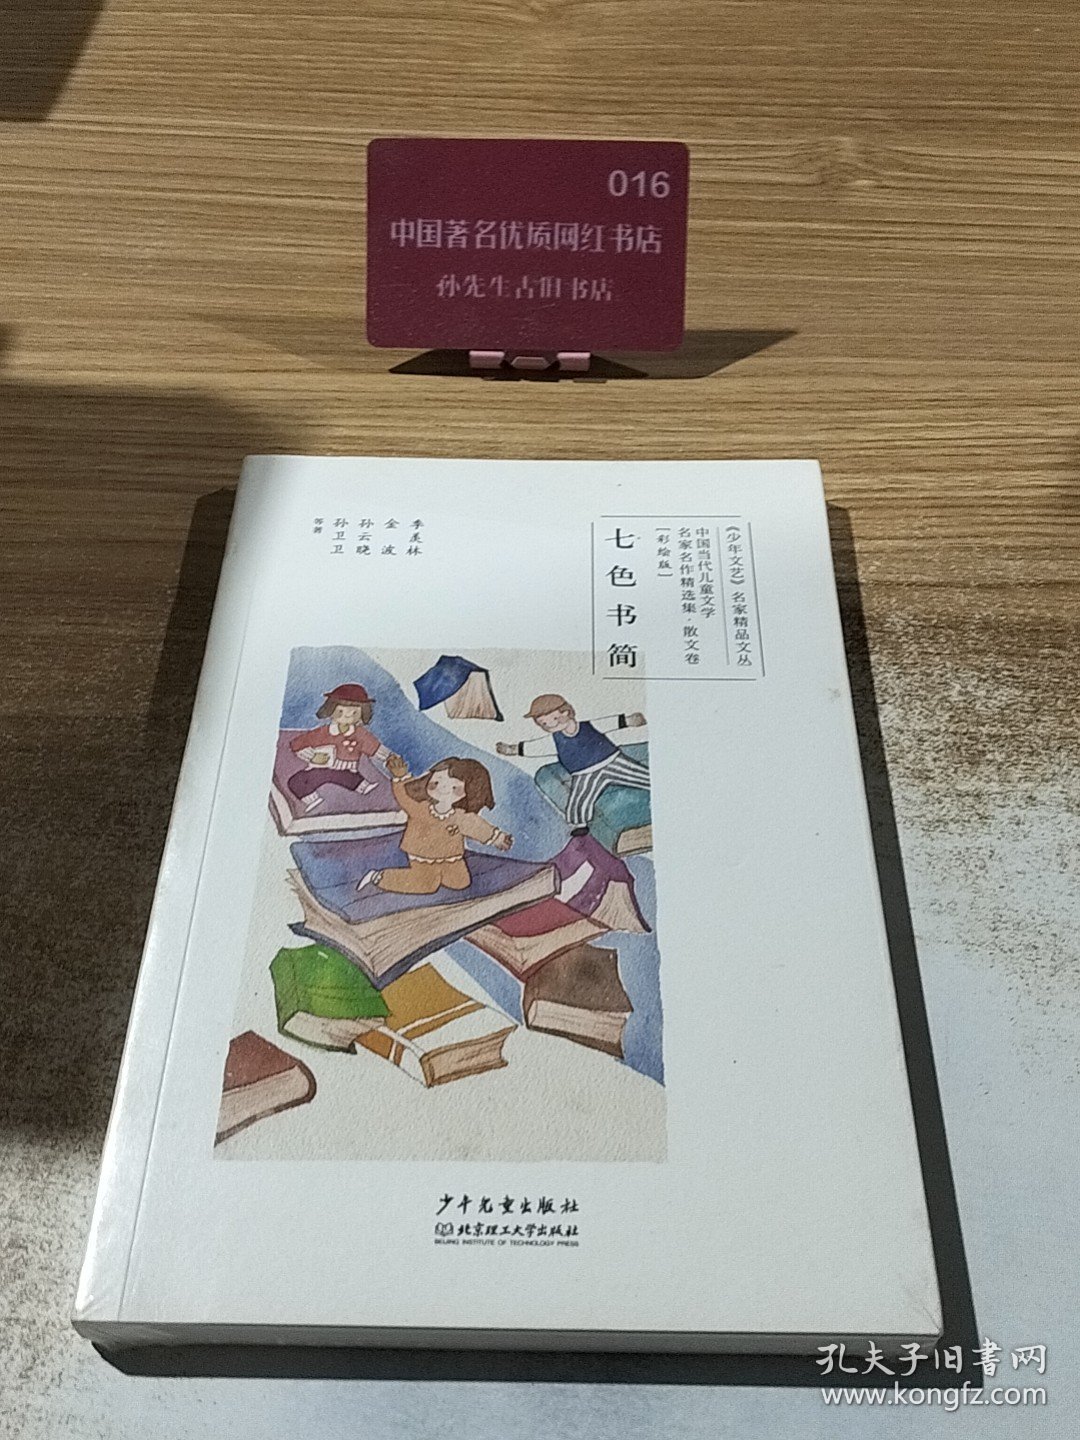 016
中国著名优质网红书店
孙先生古旧书店
《少年文艺》名家精品文丛
中国当代儿童文学
名家名作精选集·散文卷
[彩绘版]
七色书简
季羡林
金波
孙云晓
孙卫卫
等著
少年儿童出版社
北京理工大学出版社
BEIJING INSTITUTE OF TECHNOLOGY PRESS
孔夫子旧書网
www.kongfz.com